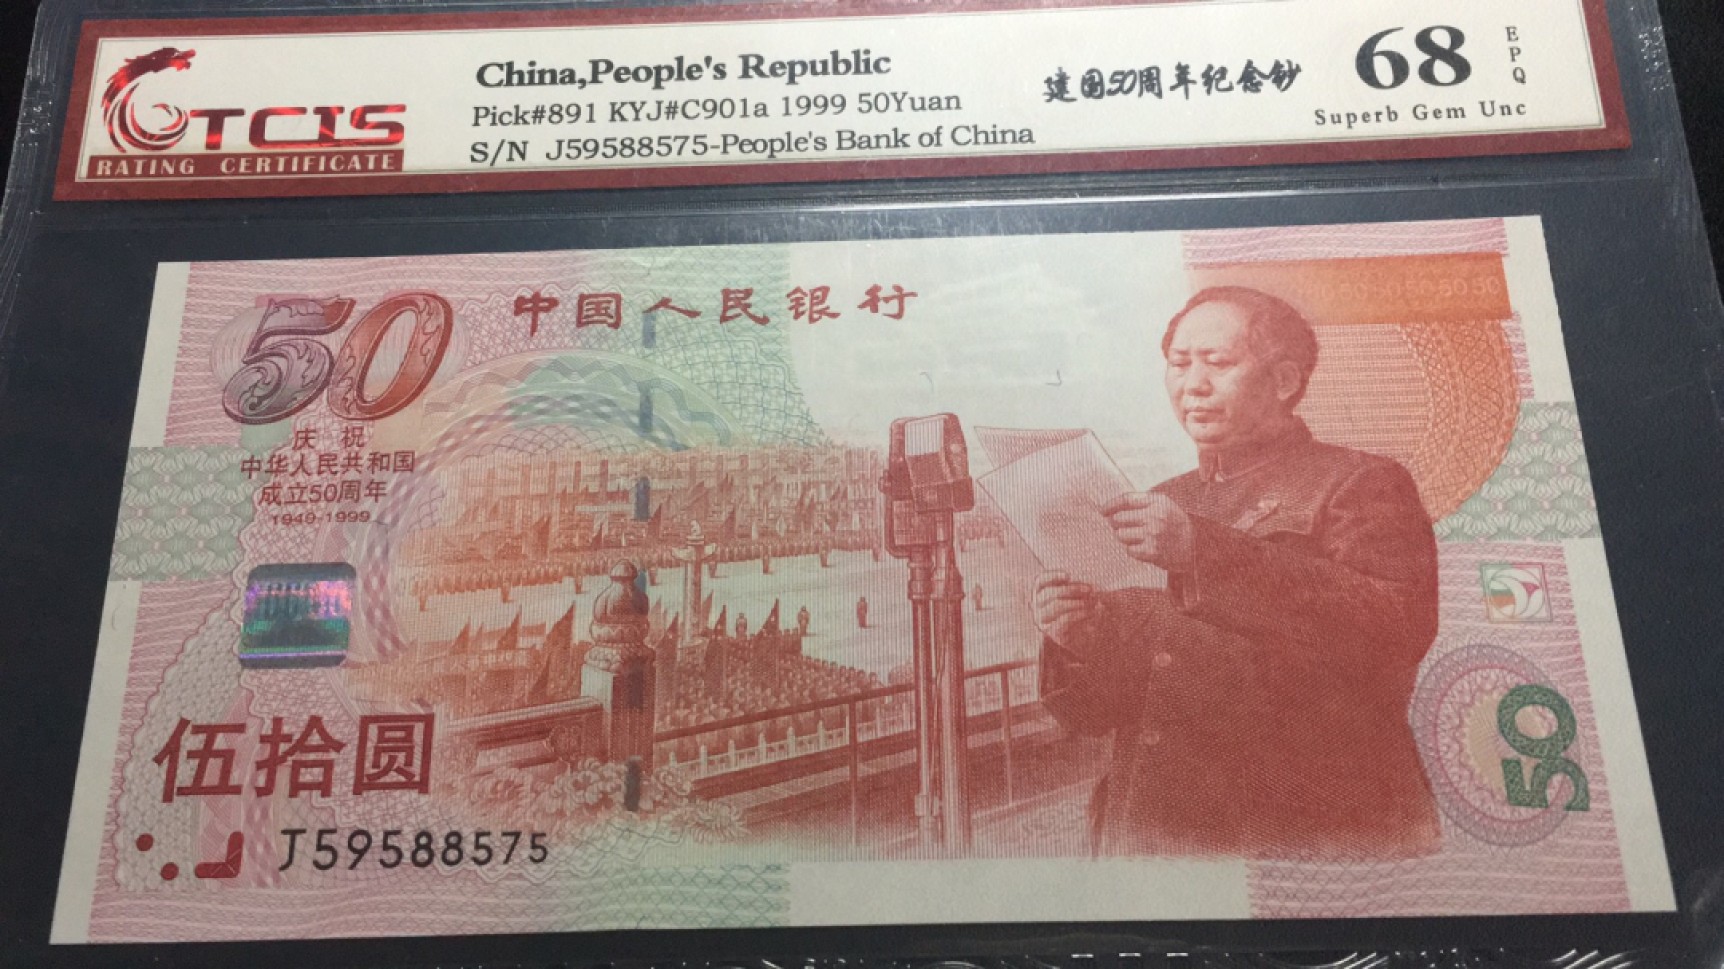 TCIS
RATING CERTIFICATE
China,People's Republic
Pick#891 KYJ#C901a 1999 50Yuan
S/N J59588575-People's Bank of China
建国50周年纪念钞
68
EPQ
Superb Gem Unc
50
中国人民银行
庆祝
中华人民共和国
成立50周年
1949-1999
伍拾圆
J59588575
50